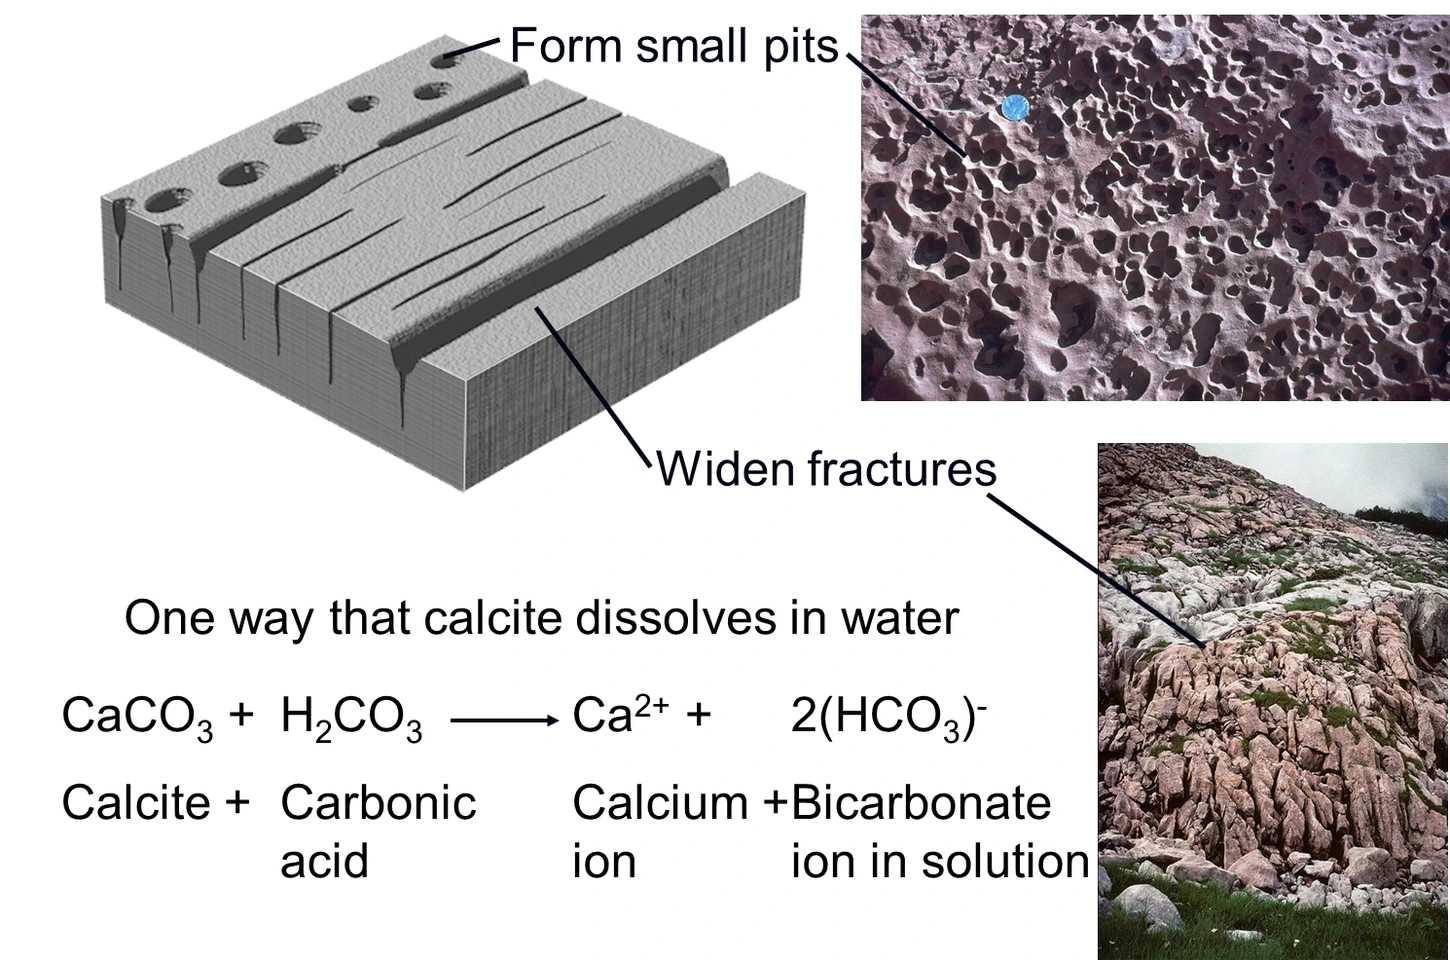 Form small pits
Widen fractures
One way that calcite dissolves in water
CaCO₃ + H₂CO₃ ⟶ Ca²⁺ + 2(HCO₃)⁻
Calcite + Carbonic acid Calcium ion + Bicarbonate ion in solution